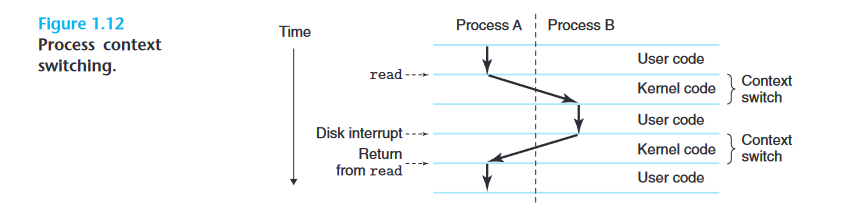 Figure 1.12
Process context
switching.
Time
Process A
Process B
User code
read
Kernel code
Context
switch
User code
Disk interrupt
Return
from read
Kernel code
Context
switch
User code